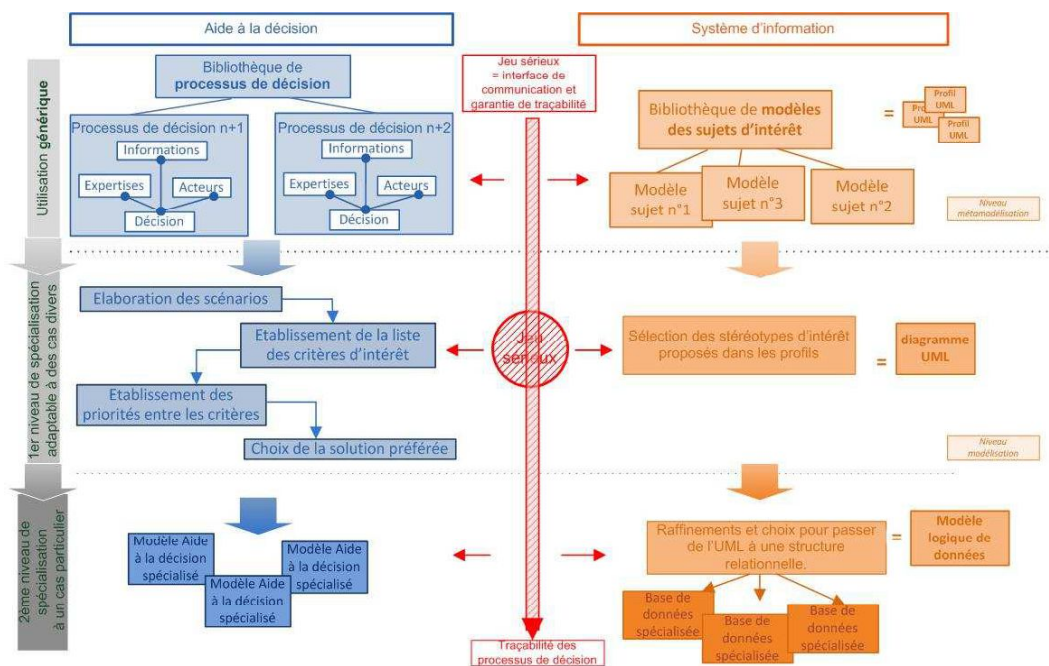 Aide à la décision
Système d'information
Utilisation générique
Bibliothèque de
processus de décision
Processus de décision n+1
Informations
Expertises
Acteurs
Décision
Processus de décision n+2
Informations
Expertises
Acteurs
Décision
Jeu sérieux
= interface de
communication et
garantie de traçabilité
Bibliothèque de modèles
des sujets d'intérêt
=
Profil
UML
Profil
UML
Profil
UML
Modèle
sujet n°1
Modèle
sujet n°3
Modèle
sujet n°2
Niveau
métamodélisation
1er niveau de spécialisation
adaptable à des cas divers
Elaboration des scénarios
Etablissement de la liste
des critères d'intérêt
Etablissement des
priorités entre les critères
Choix de la solution préférée
Jeu
sérieux
Sélection des stéréotypes d'intérêt
proposés dans les profils
=
diagramme
UML
Niveau
modélisation
2ème niveau de
spécialisation
à un cas particulier
Modèle Aide
à la décision
spécialisé
Modèle Aide
à la décision
spécialisé
Modèle Aide
à la décision
spécialisé
Raffinements et choix pour passer
de l'UML à une structure
relationnelle.
=
Modèle
logique de
données
Base de
données
spécialisée
Base de
données
spécialisée
Base de
données
spécialisée
Traçabilité des
processus de décision